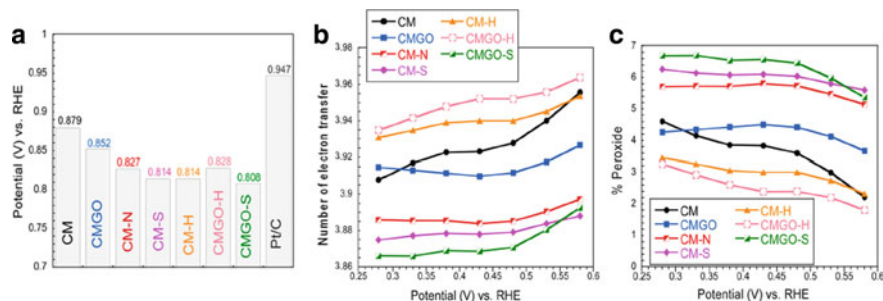 a
Potential (V) vs. RHE
1
0.95
0.9
0.85
0.8
0.75
0.7
0.879
0.852
0.827
0.814
0.814
0.828
0.808
0.947
CM
CMGO
CM-N
CM-S
CM-H
CMGO-H
CMGO-S
Pt/C
b
CM
CM-H
CMGO
CMGO-H
CM-N
CMGO-S
CM-S
Number of electron transfer
3.98
3.96
3.94
3.92
3.9
3.88
3.86
0.25 0.3 0.35 0.4 0.45 0.5 0.55 0.6
Potential (V) vs. RHE
c
% Peroxide
7
6
5
4
3
2
1
0
CM
CM-H
CMGO
CMGO-H
CM-N
CMGO-S
CM-S
0.25 0.3 0.35 0.4 0.45 0.5 0.55 0.6
Potential (V) vs. RHE